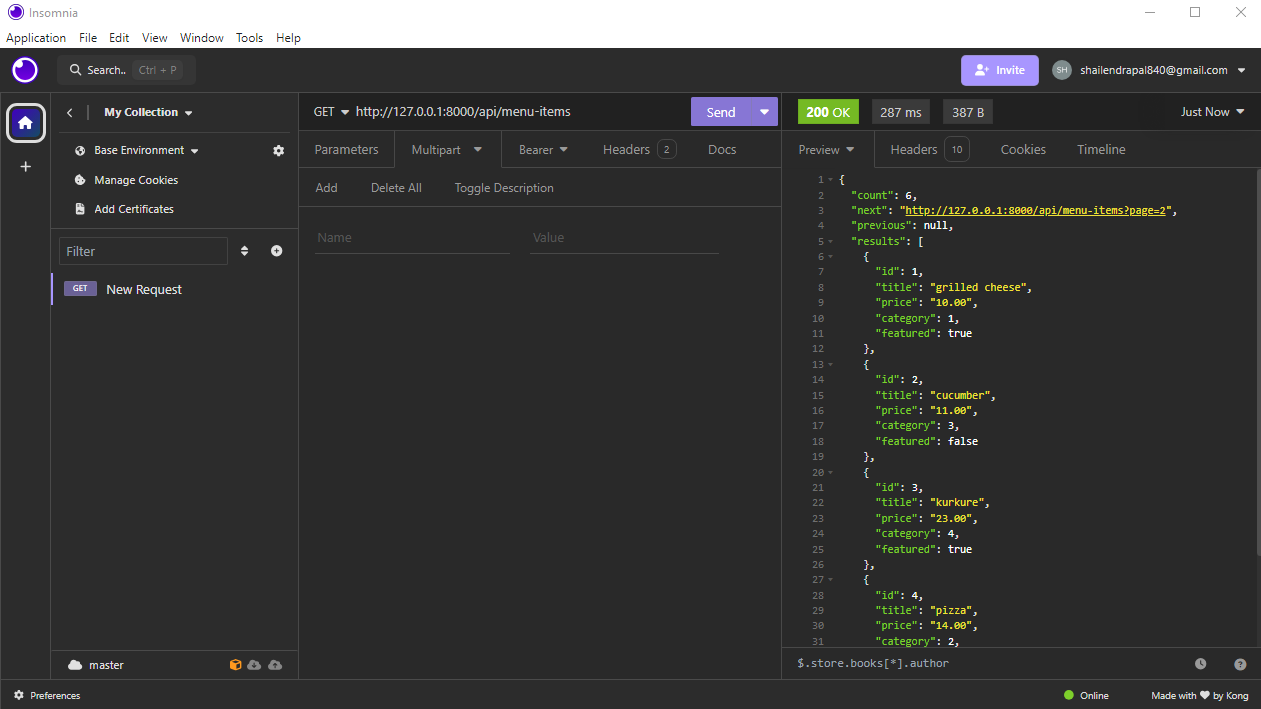 Insomnia
Application File Edit View Window Tools Help
Search.. Ctrl + P
Invite
SH
shailendrapal840@gmail.com
My Collection
Base Environment
Manage Cookies
Add Certificates
Filter
GET New Request
master
GET http://127.0.0.1:8000/api/menu-items
Send
Parameters Multipart Bearer Headers 2 Docs
Add Delete All Toggle Description
Name Value
200 OK 287 ms 387 B Just Now
Preview Headers 10 Cookies Timeline
1 {
2 "count": 6,
3 "next": "http://127.0.0.1:8000/api/menu-items?page=2",
4 "previous": null,
5 "results": [
6 {
7 "id": 1,
8 "title": "grilled cheese",
9 "price": "10.00",
10 "category": 1,
11 "featured": true
12 },
13 {
14 "id": 2,
15 "title": "cucumber",
16 "price": "11.00",
17 "category": 3,
18 "featured": false
19 },
20 {
21 "id": 3,
22 "title": "kurkure",
23 "price": "23.00",
24 "category": 4,
25 "featured": true
26 },
27 {
28 "id": 4,
29 "title": "pizza",
30 "price": "14.00",
31 "category": 2,
$.store.books[*].author
Preferences
Online
Made with ♥ by Kong